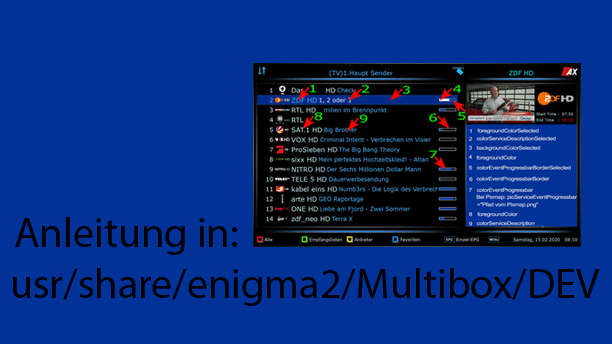 (TV)1.Haupt Sender
ZDF HD
AX
1 Das HD Check
2 ZDF HD 1, 2 oder 3
3 RTL HD milien im Brennpunkt
4 RTL
5 SAT.1 HD Big Brother
6 VOX HD Criminal Intent - Verbrechen im Visier
7 ProSieben HD The Big Bang Theory
8 sixx HD Mein perfektes Hochzeitskleid! - Atlan
9 NITRO HD Der Sechs Millionen Dollar Mann
10 TELE 5 HD Dauerwerbesendung
11 kabel eins HD Numb3rs - Die Logik des Verbrech
12 arte HD GEO Reportage
13 ONE HD Liebe am Fjord - Zwei Sommer
14 zdf_neo HD Terra X
1
2
3
4
5
6
7
8
9
ZDFHD
Start Time : 07:55
End Time :
1 foregroundColorSelected
2 colorServiceDescriptionSelected
3 backgroundColorSelected
4 foregroundColor
5 colorEventProgressbarBorderSelected
6 colorEventProgressbarBorder
7 colorEventProgressbar
Bei Pixmap: picServiceEventProgressbar
="Pfad vom Pixmap.png"
8 foregroundColor
9 colorServiceDescription
Alle
Empfangslisten
Anbieter
Favoriten
EPG Einzel-EPG
MENU
Samstag, 15.02.2020 08:10
Anleitung in:
usr/share/enigma2/Multibox/DEV